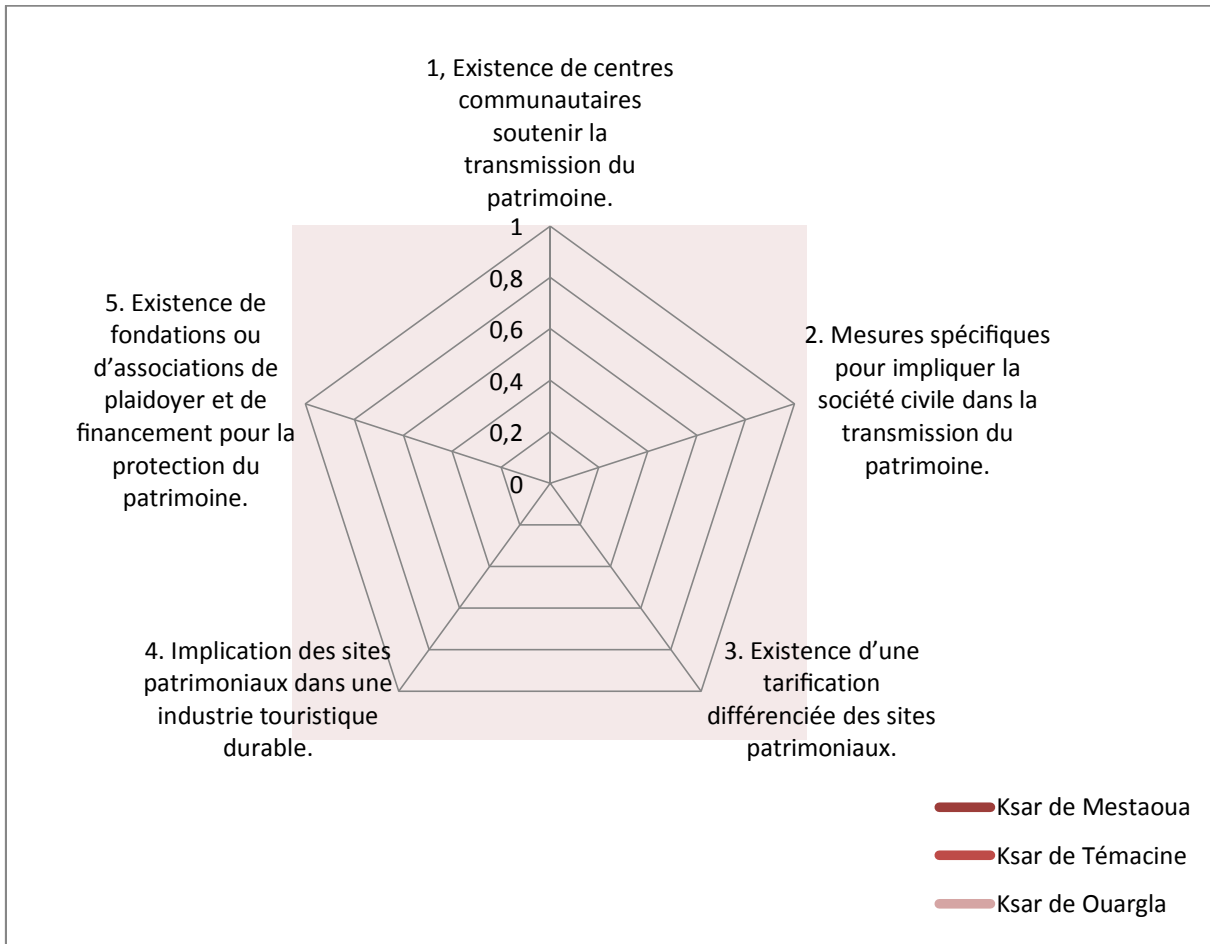 1, Existence de centres
communautaires
soutenir la
transmission du
patrimoine.
1
0,8
0,6
0,4
0,2
0
2. Mesures spécifiques
pour impliquer la
société civile dans la
transmission du
patrimoine.
3. Existence d’une
tarification
différenciée des sites
patrimoniaux.
4. Implication des sites
patrimoniaux dans une
industrie touristique
durable.
5. Existence de
fondations ou
d’associations de
plaidoyer et de
financement pour la
protection du
patrimoine.
Ksar de Mestaoua
Ksar de Témacine
Ksar de Ouargla